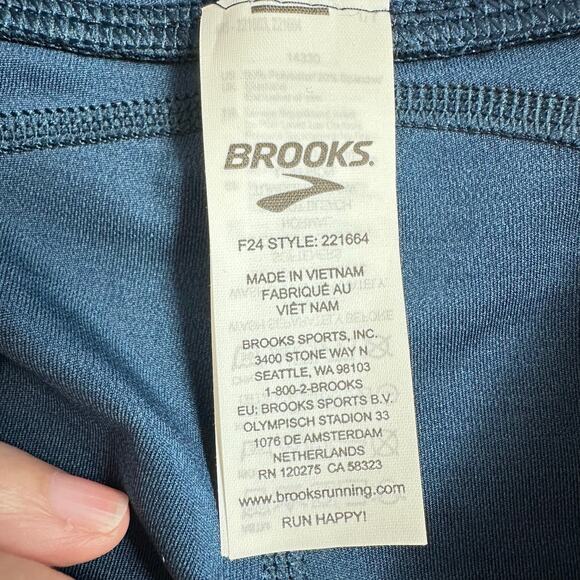 BROOKS
F24 STYLE: 221664
MADE IN VIETNAM
FABRIQUÉ AU
VIÊT NAM
BROOKS SPORTS, INC.
3400 STONE WAY N
SEATTLE, WA 98103
1-800-2-BROOKS
EU: BROOKS SPORTS B.V.
OLYMPISCH STADION 33
1076 DE AMSTERDAM
NETHERLANDS
RN 120275 CA 58323
www.brooksrunning.com
RUN HAPPY!